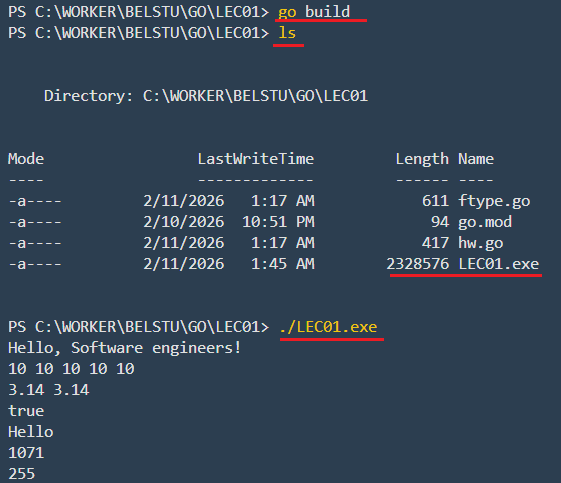 PS C:\WORKER\BELSTU\GO\LEC01> go build
PS C:\WORKER\BELSTU\GO\LEC01> ls
Directory: C:\WORKER\BELSTU\GO\LEC01
Mode                 LastWriteTime         Length Name
----                 -------------         ------ ----
-a----         2/11/2026   1:17 AM            611 ftype.go
-a----         2/10/2026  10:51 PM             94 go.mod
-a----         2/11/2026   1:17 AM            417 hw.go
-a----         2/11/2026   1:45 AM        2328576 LEC01.exe
PS C:\WORKER\BELSTU\GO\LEC01> ./LEC01.exe
Hello, Software engineers!
10 10 10 10 10
3.14 3.14
true
Hello
1071
255